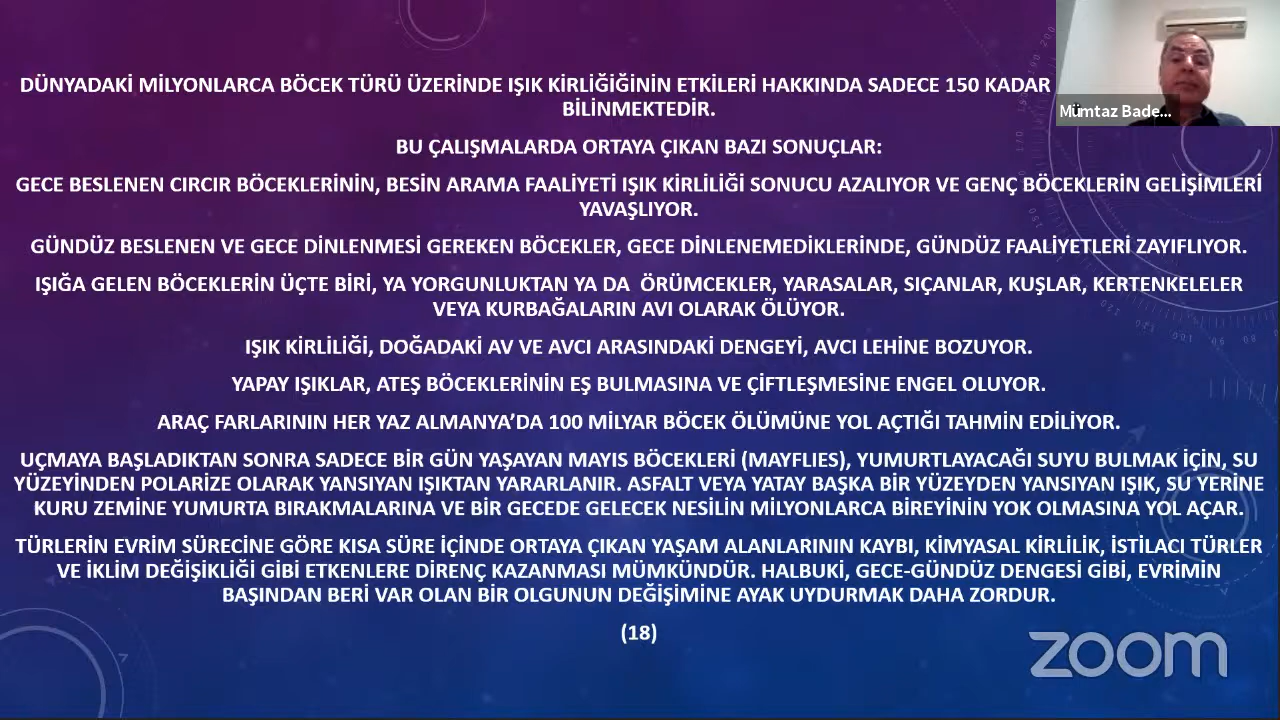 DÜNYADAKİ MİLYONLARCA BÖCEK TÜRÜ ÜZERİNDE IŞIK KİRLİĞİĞİNİN ETKİLERİ HAKKINDA SADECE 150 KADAR
BİLİNMEKTEDİR.
BU ÇALIŞMALARDA ORTAYA ÇIKAN BAZI SONUÇLAR:
GECE BESLENEN CIRCIR BÖCEKLERİNİN, BESİN ARAMA FAALİYETİ IŞIK KİRLİLİĞİ SONUCU AZALIYOR VE GENÇ BÖCEKLERİN GELİŞİMLERİ
YAVAŞLIYOR.
GÜNDÜZ BESLENEN VE GECE DİNLENMESİ GEREKEN BÖCEKLER, GECE DİNLENEMEDİKLERİNDE, GÜNDÜZ FAALİYETLERİ ZAYIFLIYOR.
IŞIĞA GELEN BÖCEKLERİN ÜÇTE BİRİ, YA YORGUNLUKTAN YA DA ÖRÜMCEKLER, YARASALAR, SIÇANLAR, KUŞLAR, KERTENKELELER
VEYA KURBAĞALARIN AVI OLARAK ÖLÜYOR.
IŞIK KİRLİLİĞİ, DOĞADAKİ AV VE AVCI ARASINDAKİ DENGEYİ, AVCI LEHİNE BOZUYOR.
YAPAY IŞIKLAR, ATEŞ BÖCEKLERİNİN EŞ BULMASINA VE ÇİFTLEŞMESİNE ENGEL OLUYOR.
ARAÇ FARLARININ HER YAZ ALMANYA'DA 100 MİLYAR BÖCEK ÖLÜMÜNE YOL AÇTIĞI TAHMİN EDİLİYOR.
UÇMAYA BAŞLADIKTAN SONRA SADECE BİR GÜN YAŞAYAN MAYIS BÖCEKLERİ (MAYFLIES), YUMURTLAYACAĞI SUYU BULMAK İÇİN, SU
YÜZEYİNDEN POLARİZE OLARAK YANSIYAN IŞIKTAN YARARLANIR. ASFALT VEYA YATAY BAŞKA BİR YÜZEYDEN YANSIYAN IŞIK, SU YERİNE
KURU ZEMİNE YUMURTA BIRAKMALARINA VE BİR GECEDE GELECEK NESİLİN MİLYONLARCA BİREYİNİN YOK OLMASINA YOL AÇAR.
TÜRLERİN EVRİM SÜRECİNE GÖRE KISA SÜRE İÇİNDE ORTAYA ÇIKAN YAŞAM ALANLARININ KAYBI, KİMYASAL KİRLİLİK, İSTİLACI TÜRLER
VE İKLİM DEĞİŞİKLİĞİ GİBİ ETKENLERE DİRENÇ KAZANMASI MÜMKÜNDÜR. HALBUKİ, GECE-GÜNDÜZ DENGESİ GİBİ, EVRİMİN
BAŞINDAN BERİ VAR OLAN BİR OLGUNUN DEĞİŞİMİNE AYAK UYDURMAK DAHA ZORDUR.
(18)
Mümtaz Bade...
zoom